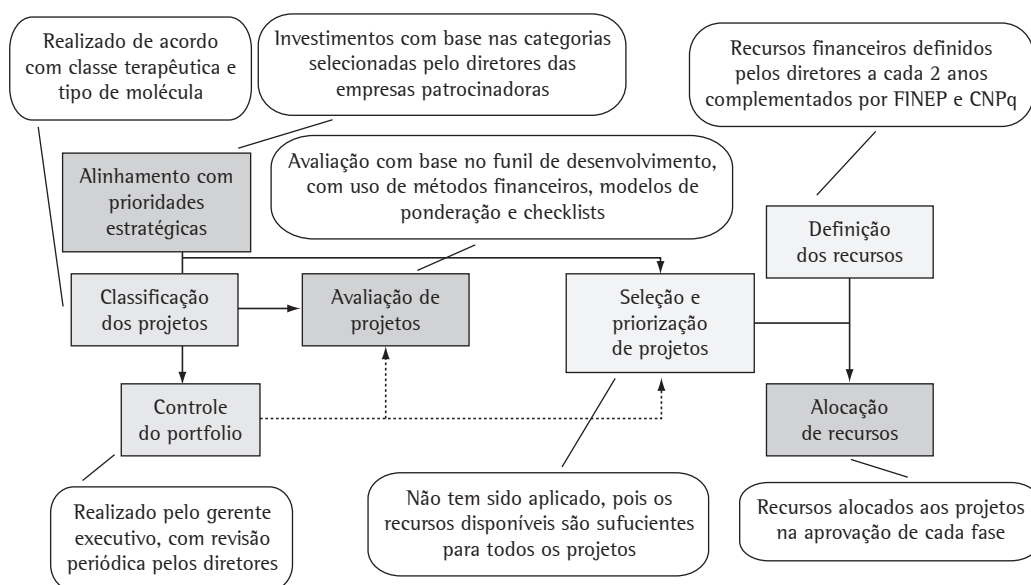 Realizado de acordo
com classe terapêutica e
tipo de molécula
Investimentos com base nas categorias
selecionadas pelo diretores das
empresas patrocinadoras
Recursos financeiros definidos
pelos diretores a cada 2 anos
complementados por FINEP e CNPq
Alinhamento com
prioridades
estratégicas
Avaliação com base no funil de desenvolvimento,
com uso de métodos financeiros, modelos de
ponderação e checklists
Definição
dos recursos
Classificação
dos projetos
Avaliação de
projetos
Seleção e
priorização
de projetos
Controle
do portfolio
Alocação
de recursos
Realizado pelo gerente
executivo, com revisão
periódica pelos diretores
Não tem sido aplicado, pois os
recursos disponíveis são sufucientes
para todos os projetos
Recursos alocados aos projetos
na aprovação de cada fase